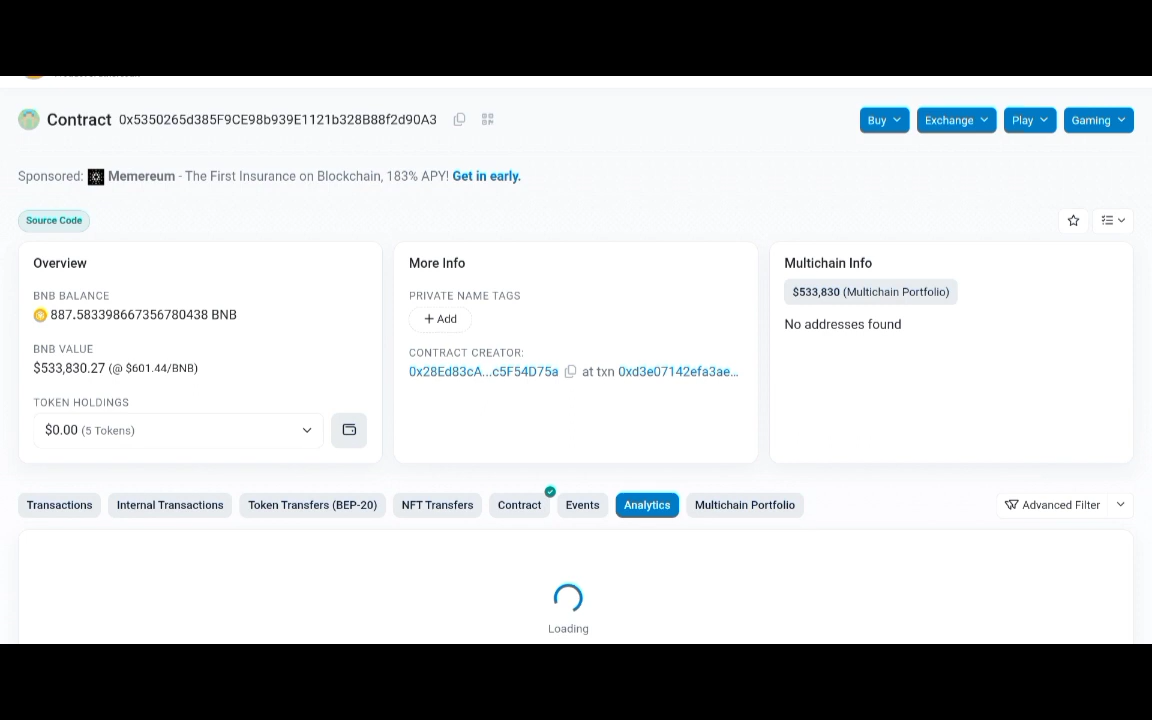 Contract 0x5350265d385F9CE98b939E1121b328B88f2d90A3
Buy Exchange Play Gaming
Sponsored: Memereum - The First Insurance on Blockchain, 183% APY! Get in early.
Source Code
Overview
BNB BALANCE
887.583398667356780438 BNB
BNB VALUE
$533,830.27 (@ $601.44/BNB)
TOKEN HOLDINGS
$0.00 (5 Tokens)
More Info
PRIVATE NAME TAGS
+ Add
CONTRACT CREATOR:
0x28Ed83cA...c5F54D75a at txn 0xd3e07142efa3ae...
Multichain Info
$533,830 (Multichain Portfolio)
No addresses found
Transactions Internal Transactions Token Transfers (BEP-20) NFT Transfers Contract Events Analytics Multichain Portfolio Advanced Filter
Loading